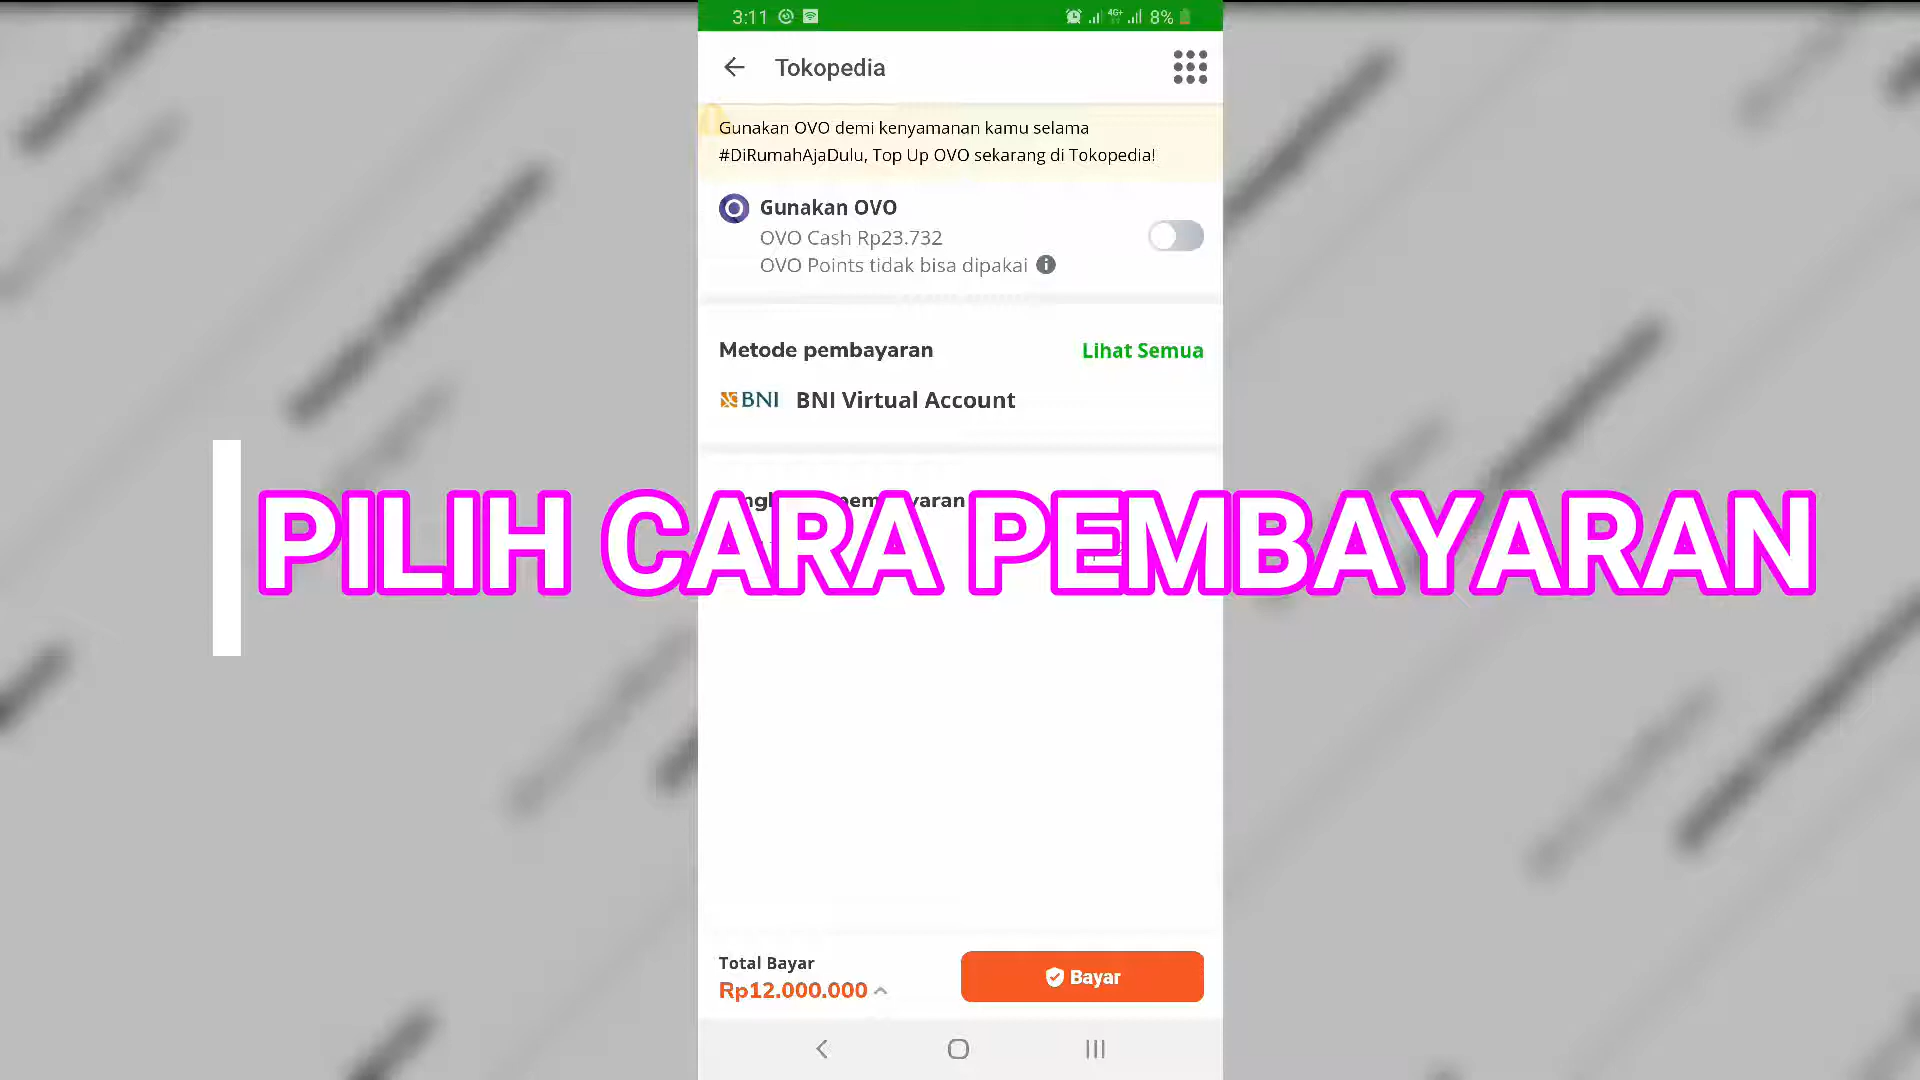 3:11
4G+
8%
Tokopedia
Gunakan OVO demi kenyamanan kamu selama
#DiRumahAjaDulu, Top Up OVO sekarang di Tokopedia!
Gunakan OVO
OVO Cash Rp23.732
OVO Points tidak bisa dipakai
Metode pembayaran
Lihat Semua
BNI BNI Virtual Account
PILIH CARA PEMBAYARAN
Total Bayar
Rp12.000.000
Bayar